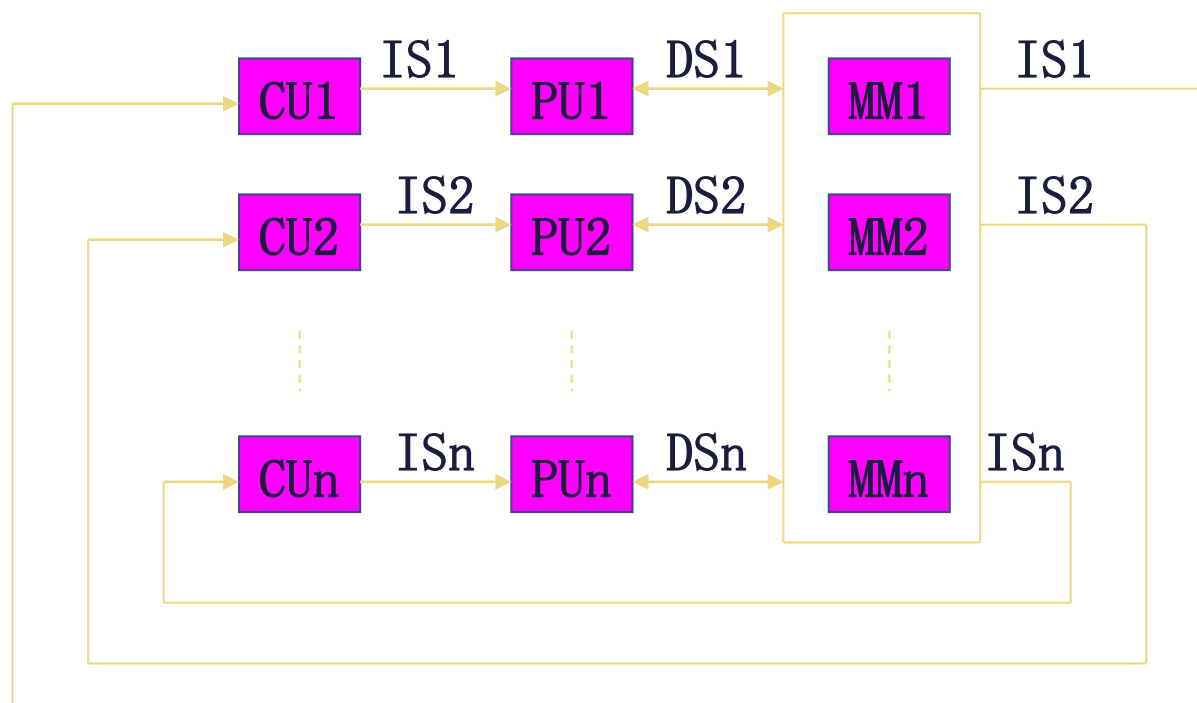 IS1 DS1 IS1
CU1 PU1 MM1
IS2 DS2 IS2
CU2 PU2 MM2
ISn DSn ISn
CUn PUn MMn